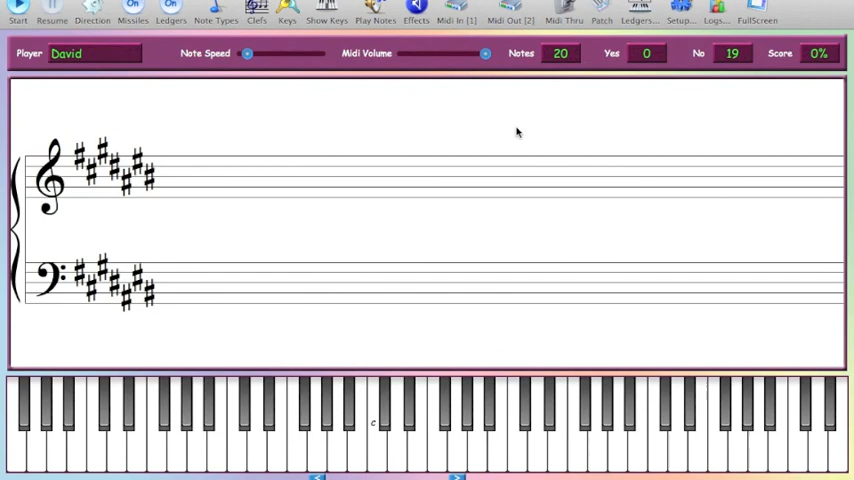 Start Resume Direction Missiles Ledgers Note Types Clefs Keys Show Keys Play Notes Effects Midi In [1] Midi Out [2] Midi Thru Patch Ledgers... Setup... Logs... FullScreen
On On
Player David Note Speed Midi Volume Notes 20 Yes 0 No 19 Score 0%
C